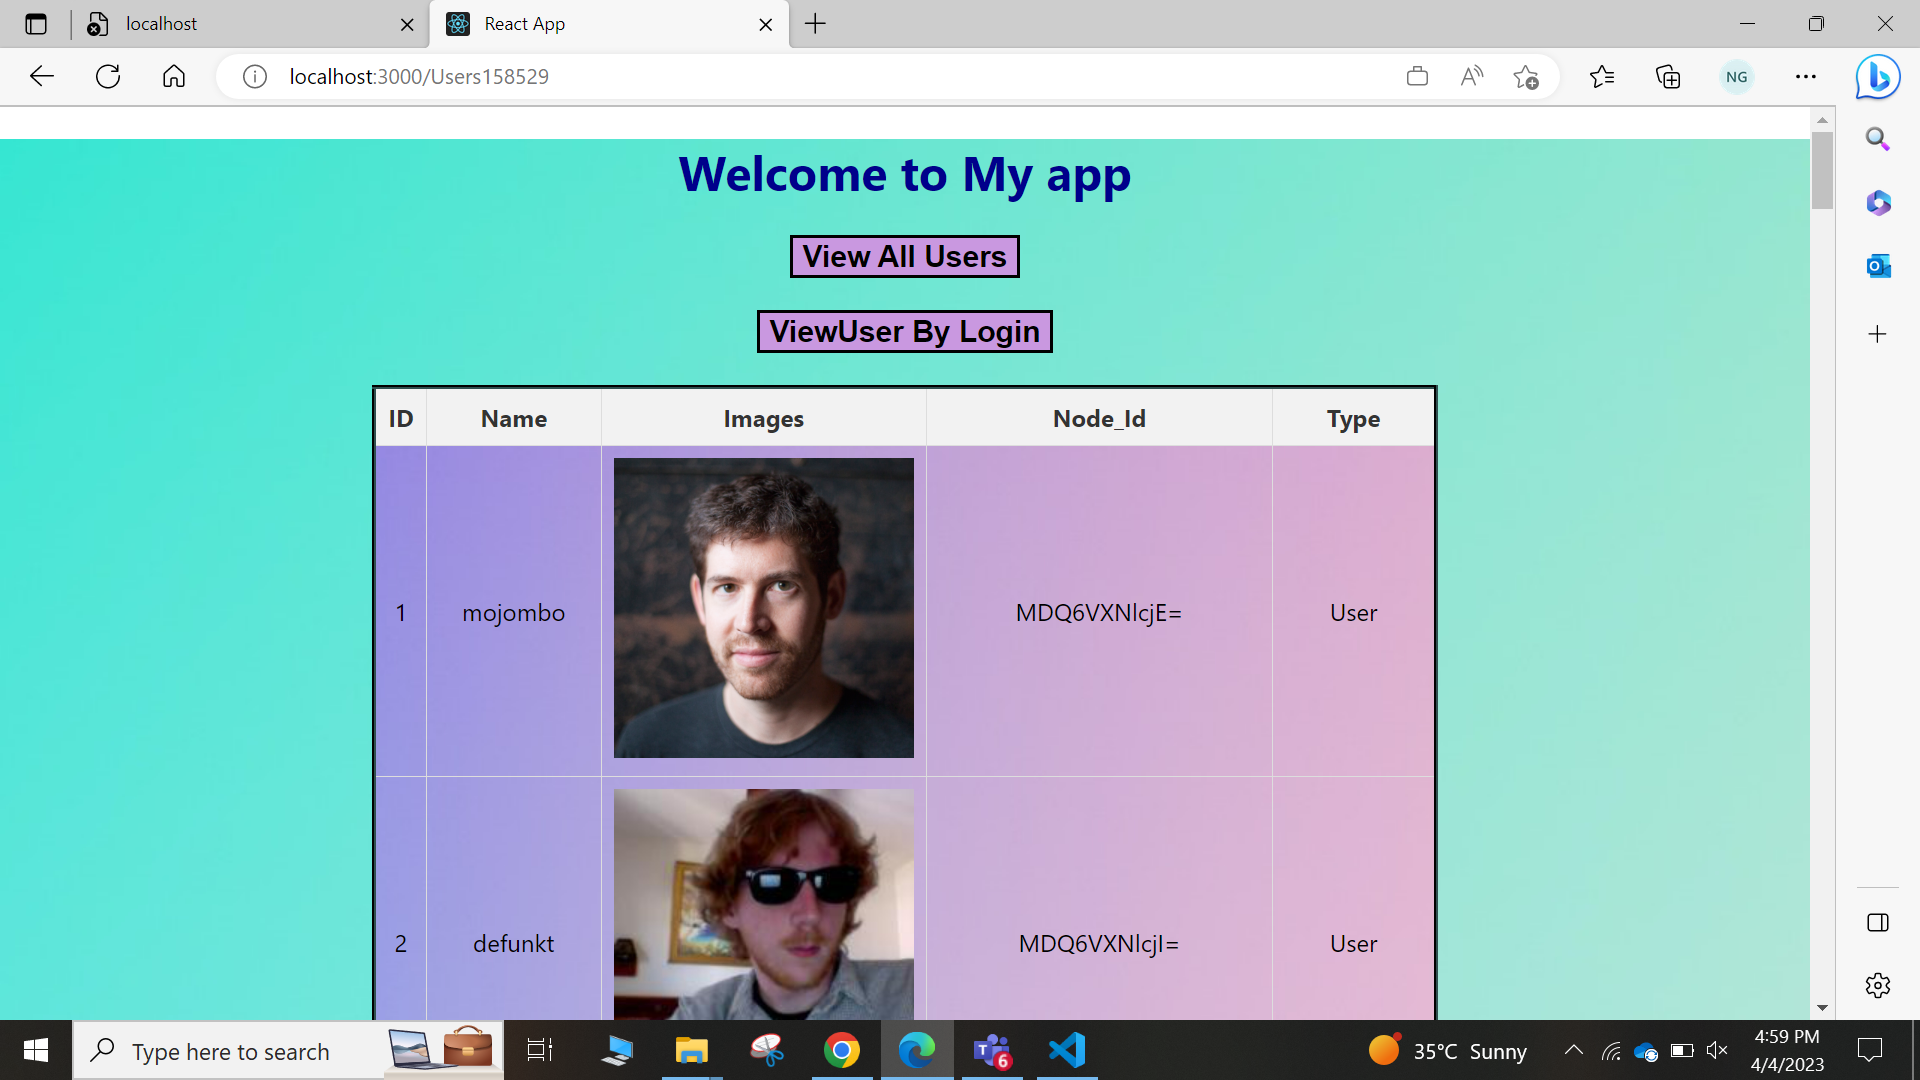 localhost
React App
localhost:3000/Users158529
NG
Welcome to My app
View All Users
ViewUser By Login
ID Name Images Node_Id Type
1 mojombo MDQ6VXNlcjE= User
2 defunkt MDQ6VXNlcjI= User
Type here to search
6
35°C Sunny
4:59 PM
4/4/2023